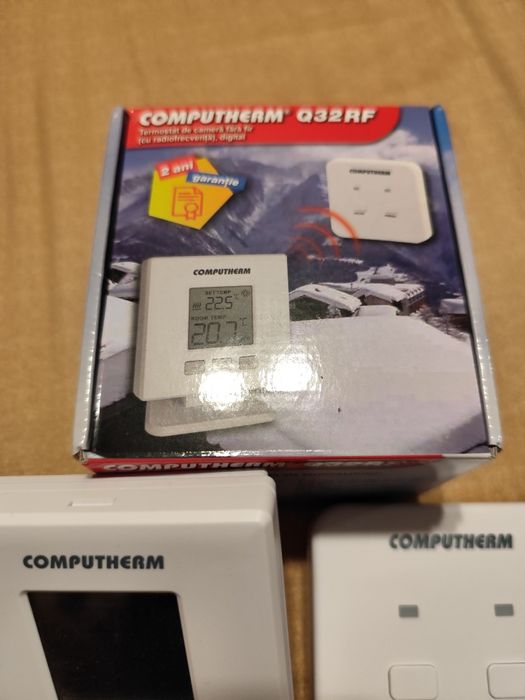 COMPUTHERM® Q32RF
Termostat de cameră fără fir
(cu radiofrecvență), digital
2 ani
garanție
COMPUTHERM
COMPUTHERM
SET TEMP
22.5 °C
ROOM TEMP
20.7 °C
COMPUTHERM Q32RF
COMPUTHERM
COMPUTHERM